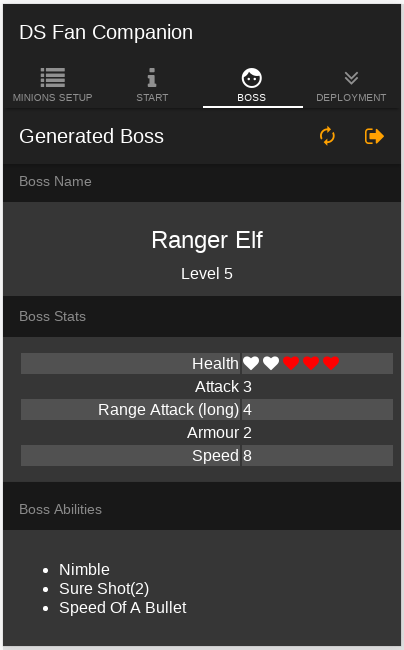 DS Fan Companion
MINIONS SETUP START BOSS DEPLOYMENT
Generated Boss
Boss Name
Ranger Elf
Level 5
Boss Stats
Health
Attack 3
Range Attack (long) 4
Armour 2
Speed 8
Boss Abilities
Nimble
Sure Shot(2)
Speed Of A Bullet